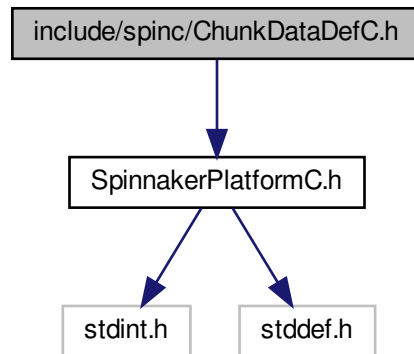 include/spinc/ChunkDataDefC.h
SpinnakerPlatformC.h
stdint.h
stddef.h